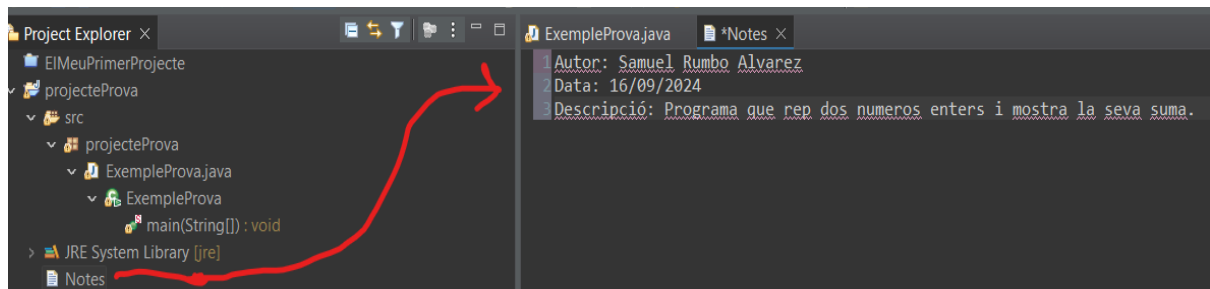 Project Explorer
ElMeuPrimerProjecte
projecteProva
src
projecteProva
ExempleProva.java
ExempleProva
main(String[]) : void
JRE System Library [jre]
Notes
ExempleProva.java
*Notes
1 Autor: Samuel Rumbo Alvarez
2 Data: 16/09/2024
3 Descripció: Programa que rep dos numeros enters i mostra la seva suma.